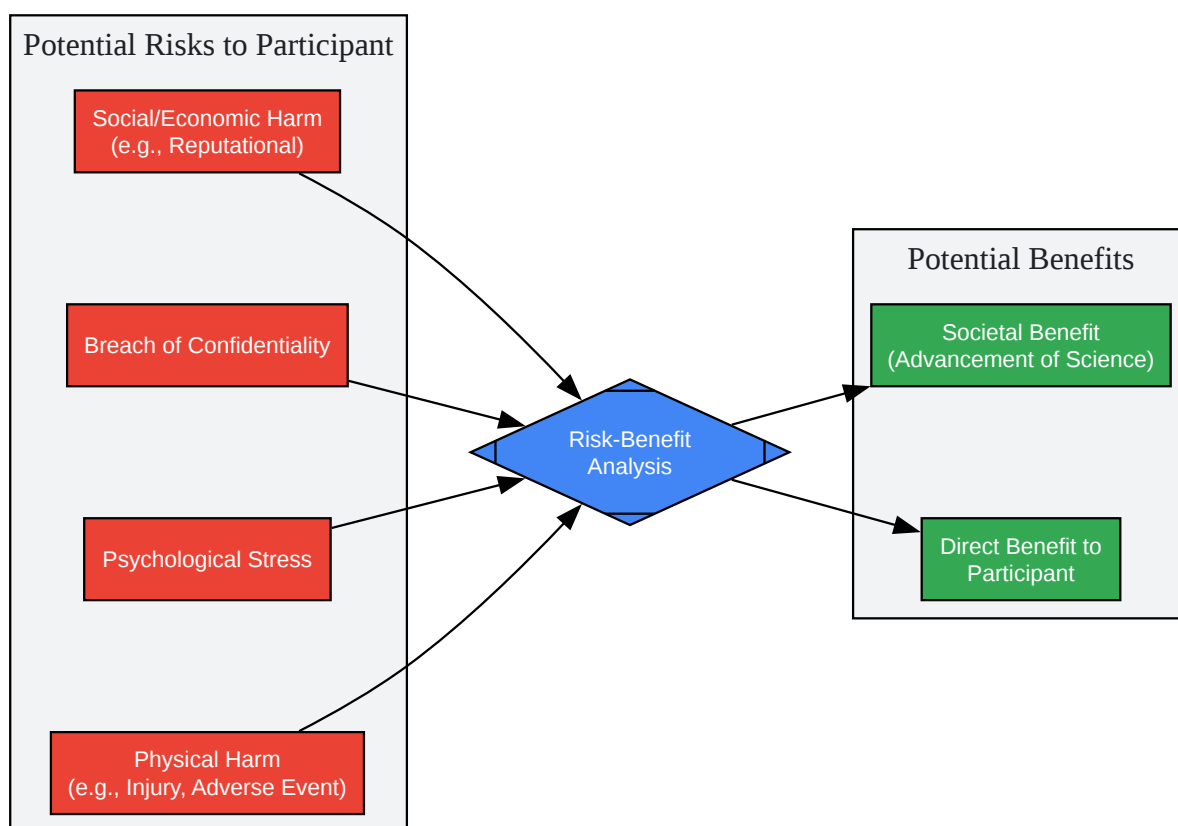 Potential Risks to Participant
Social/Economic Harm
(e.g., Reputational)
Breach of Confidentiality
Psychological Stress
Physical Harm
(e.g., Injury, Adverse Event)
Risk-Benefit
Analysis
Potential Benefits
Societal Benefit
(Advancement of Science)
Direct Benefit to
Participant